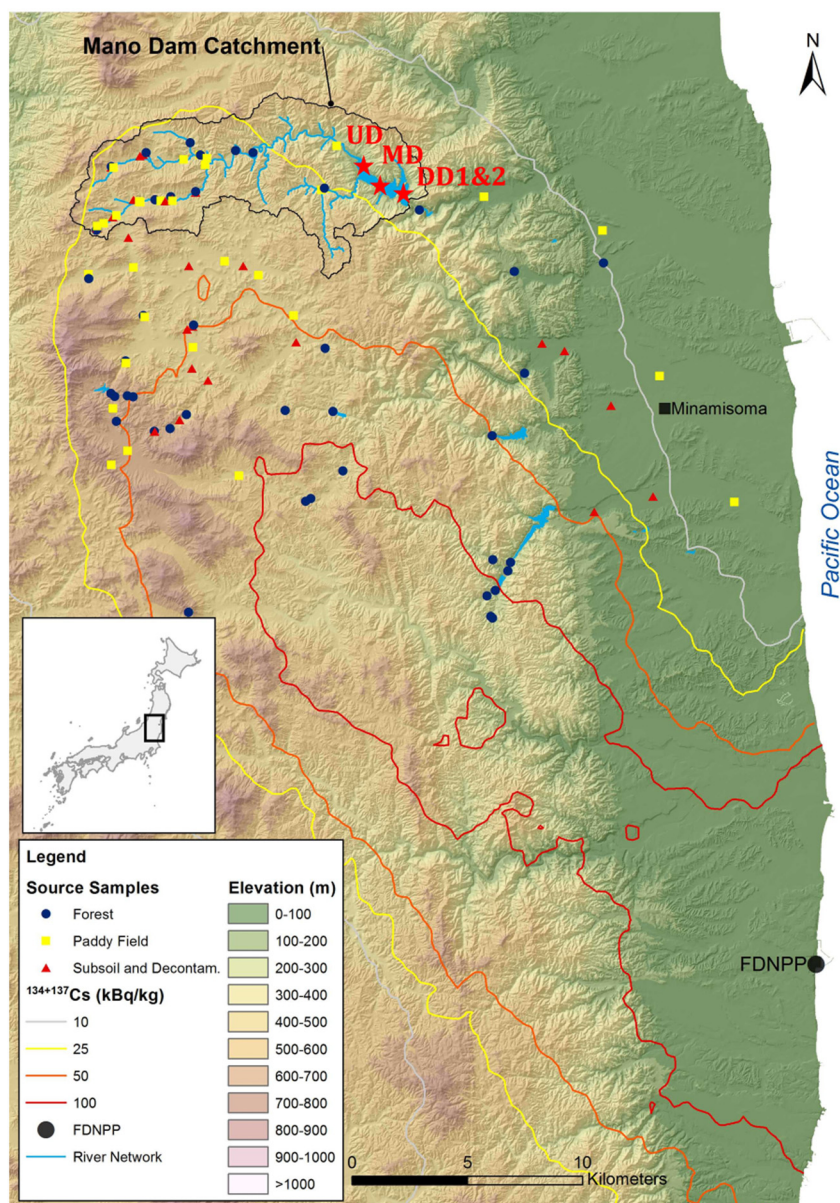 Mano Dam Catchment
N
UD
MD
DD1&2
Minamisoma
Pacific Ocean
FDNPP
Legend
Source Samples
Forest
Paddy Field
Subsoil and Decontam.
134+137Cs (kBq/kg)
10
25
50
100
FDNPP
River Network
Elevation (m)
0-100
100-200
200-300
300-400
400-500
500-600
600-700
700-800
800-900
900-1000
>1000
0 5 10
Kilometers